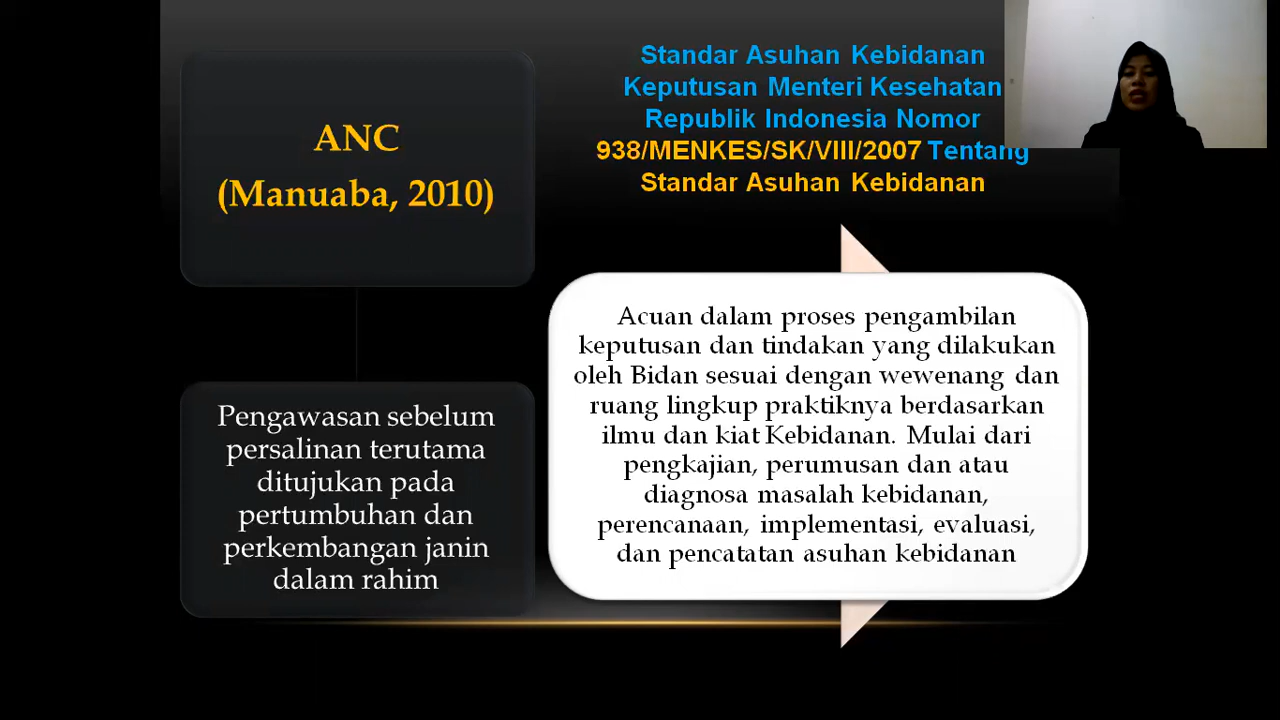 ANC
(Manuaba, 2010)
Pengawasan sebelum
persalinan terutama
ditujukan pada
pertumbuhan dan
perkembangan janin
dalam rahim
Standar Asuhan Kebidanan
Keputusan Menteri Kesehatan
Republik Indonesia Nomor
938/MENKES/SK/VIII/2007 Tentang
Standar Asuhan Kebidanan
Acuan dalam proses pengambilan
keputusan dan tindakan yang dilakukan
oleh Bidan sesuai dengan wewenang dan
ruang lingkup praktiknya berdasarkan
ilmu dan kiat Kebidanan. Mulai dari
pengkajian, perumusan dan atau
diagnosa masalah kebidanan,
perencanaan, implementasi, evaluasi,
dan pencatatan asuhan kebidanan